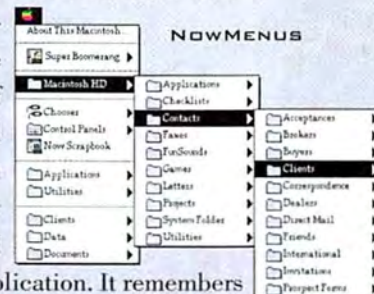 NowMenus
About This Macintosh...
Super Boomerang
Macintosh HD
Chooser
Control Panels
Now Scrapbook
Applications
Utilities
Clients
Data
Documents
Applications
Checklists
Contacts
Faxes
FunSounds
Games
Letters
Projects
System Folder
Utilities
Acceptances
Brokers
Buyers
Clients
Correspondence
Dealers
Direct Mail
Friends
International
Invitations
Prospect Forms
plication. It remembers